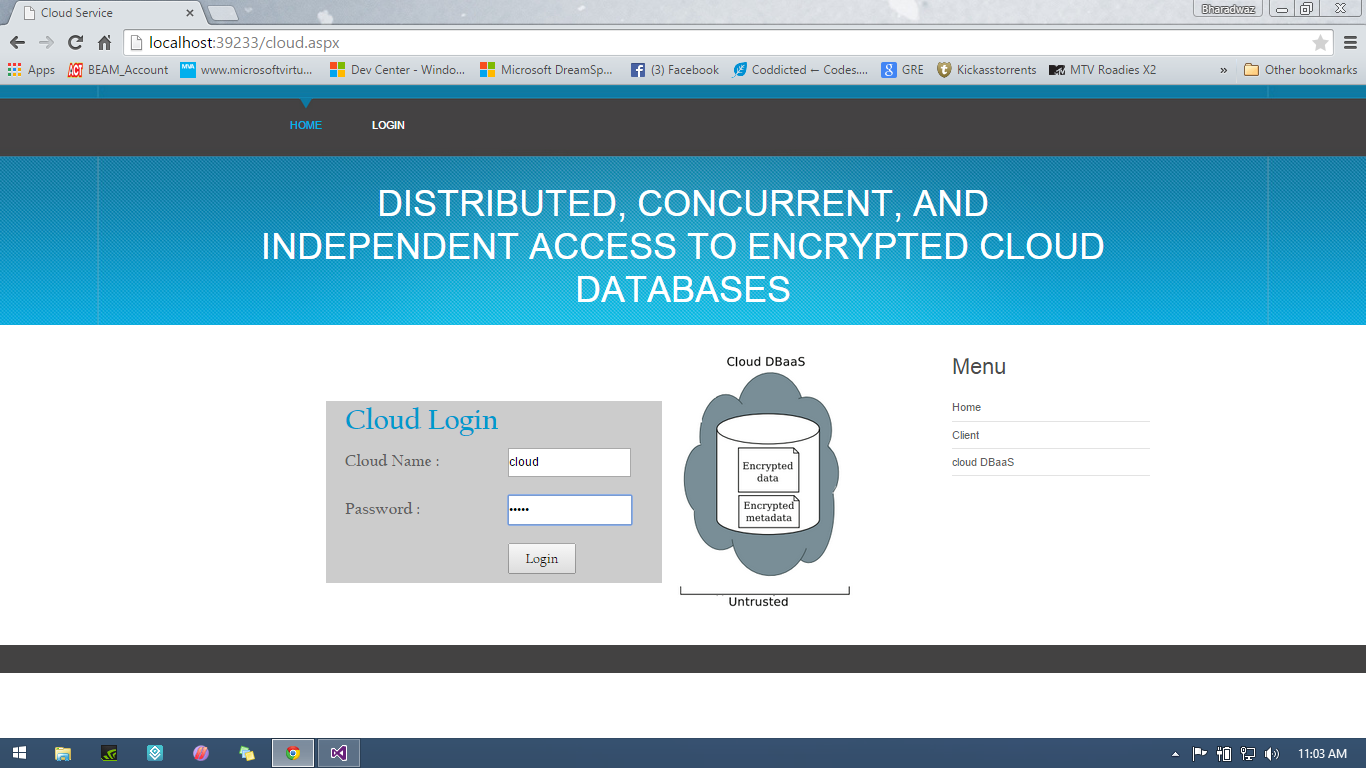 Cloud Service
Bharadwaz
localhost:39233/cloud.aspx
Apps BEAM_Account www.microsoftvirtu... Dev Center - Windo... Microsoft DreamSp... (3) Facebook Coddicted ← Codes.... GRE Kickasstorrents MTV Roadies X2 » Other bookmarks
HOME LOGIN
DISTRIBUTED, CONCURRENT, AND
INDEPENDENT ACCESS TO ENCRYPTED CLOUD
DATABASES
Cloud Login
Cloud Name : cloud
Password : •••••
Login
Cloud DBaaS
Encrypted
data
Encrypted
metadata
Untrusted
Menu
Home
Client
cloud DBaaS
11:03 AM